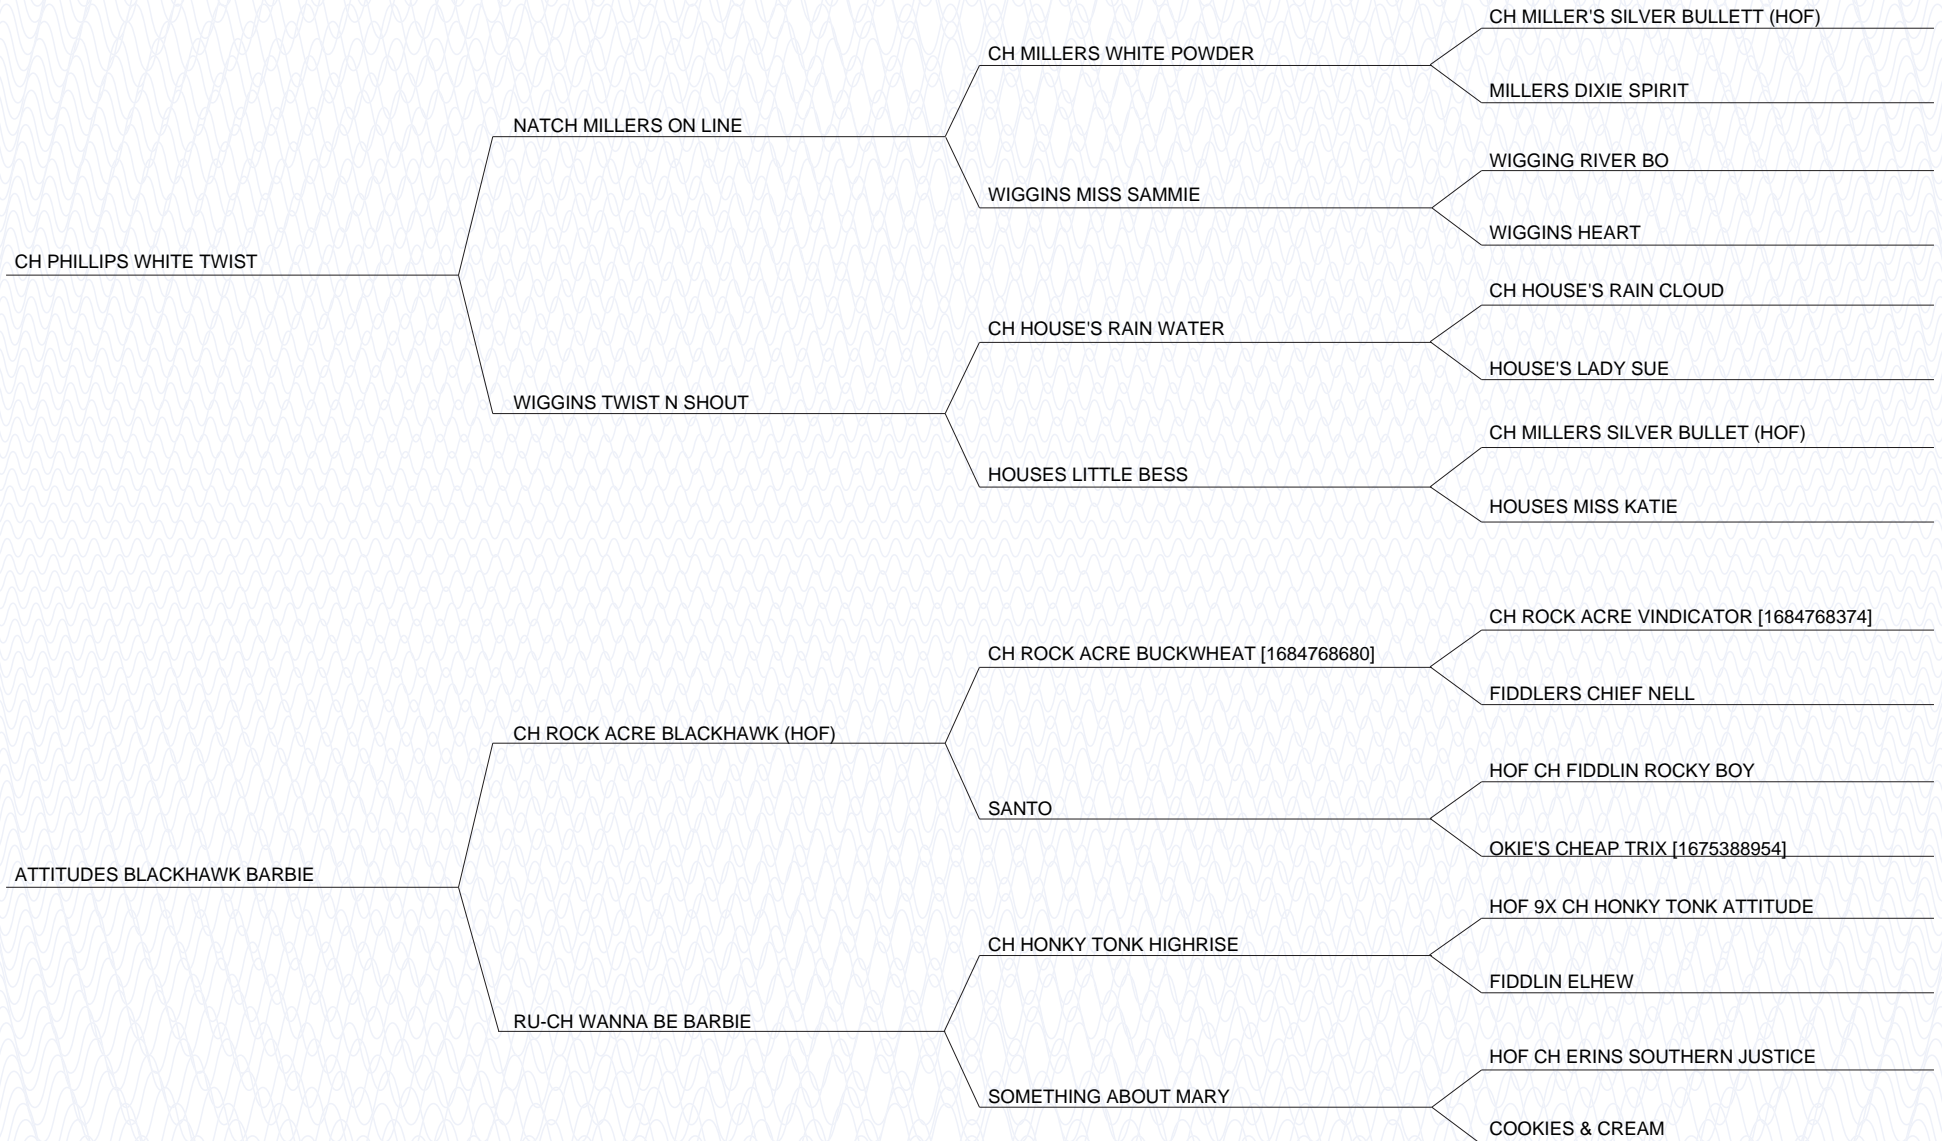 CH MILLER'S SILVER BULLETT (HOF)
CH MILLERS WHITE POWDER
MILLERS DIXIE SPIRIT
NATCH MILLERS ON LINE
WIGGING RIVER BO
WIGGINS MISS SAMMIE
WIGGINS HEART
CH PHILLIPS WHITE TWIST
CH HOUSE'S RAIN CLOUD
CH HOUSE'S RAIN WATER
HOUSE'S LADY SUE
WIGGINS TWIST N SHOUT
CH MILLERS SILVER BULLET (HOF)
HOUSES LITTLE BESS
HOUSES MISS KATIE
CH ROCK ACRE VINDICATOR [1684768374]
CH ROCK ACRE BUCKWHEAT [1684768680]
FIDDLERS CHIEF NELL
CH ROCK ACRE BLACKHAWK (HOF)
HOF CH FIDDLIN ROCKY BOY
SANTO
OKIE'S CHEAP TRIX [1675388954]
ATTITUDES BLACKHAWK BARBIE
HOF 9X CH HONKY TONK ATTITUDE
CH HONKY TONK HIGHRISE
FIDDLIN ELHEW
RU-CH WANNA BE BARBIE
HOF CH ERINS SOUTHERN JUSTICE
SOMETHING ABOUT MARY
COOKIES & CREAM